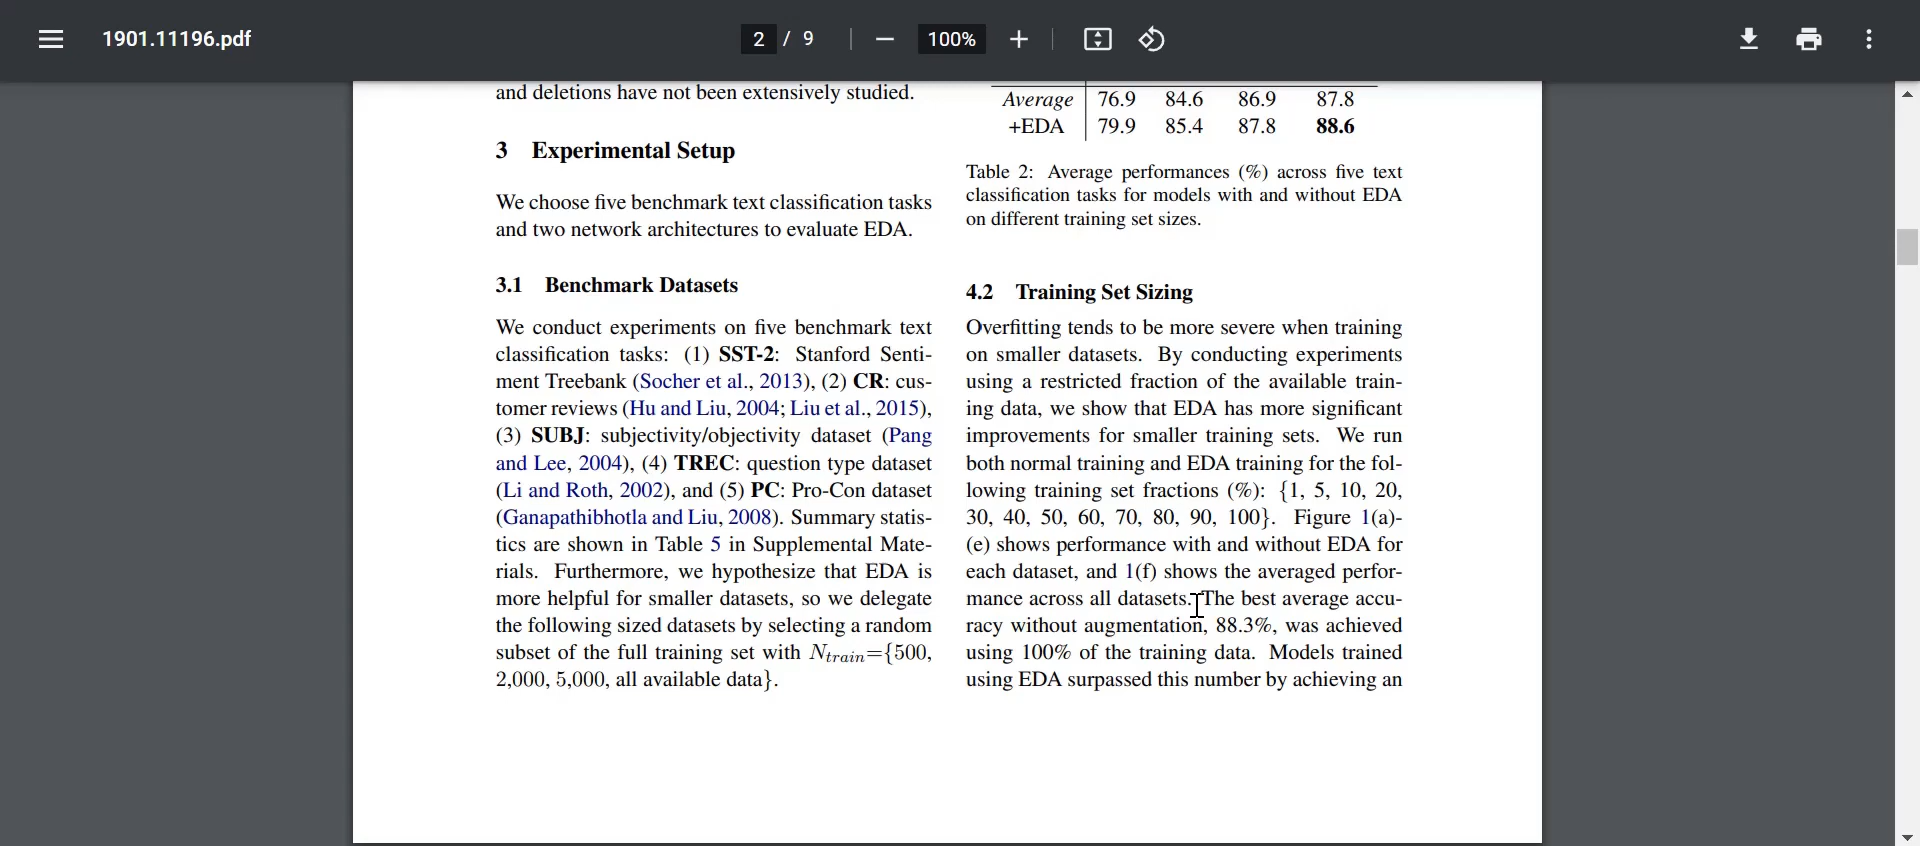 1901.11196.pdf
2 / 9
100%
and deletions have not been extensively studied.
3 Experimental Setup
We choose five benchmark text classification tasks
and two network architectures to evaluate EDA.
3.1 Benchmark Datasets
We conduct experiments on five benchmark text
classification tasks: (1) SST-2: Stanford Senti-
ment Treebank (Socher et al., 2013), (2) CR: cus-
tomer reviews (Hu and Liu, 2004; Liu et al., 2015),
(3) SUBJ: subjectivity/objectivity dataset (Pang
and Lee, 2004), (4) TREC: question type dataset
(Li and Roth, 2002), and (5) PC: Pro-Con dataset
(Ganapathibhotla and Liu, 2008). Summary statis-
tics are shown in Table 5 in Supplemental Mate-
rials. Furthermore, we hypothesize that EDA is
more helpful for smaller datasets, so we delegate
the following sized datasets by selecting a random
subset of the full training set with Ntrain={500,
2,000, 5,000, all available data}.
Average 76.9 84.6 86.9 87.8
+EDA 79.9 85.4 87.8 88.6
Table 2: Average performances (%) across five text
classification tasks for models with and without EDA
on different training set sizes.
4.2 Training Set Sizing
Overfitting tends to be more severe when training
on smaller datasets. By conducting experiments
using a restricted fraction of the available train-
ing data, we show that EDA has more significant
improvements for smaller training sets. We run
both normal training and EDA training for the fol-
lowing training set fractions (%): {1, 5, 10, 20,
30, 40, 50, 60, 70, 80, 90, 100}. Figure 1(a)-
(e) shows performance with and without EDA for
each dataset, and 1(f) shows the averaged perfor-
mance across all datasets. The best average accu-
racy without augmentation, 88.3%, was achieved
using 100% of the training data. Models trained
using EDA surpassed this number by achieving an